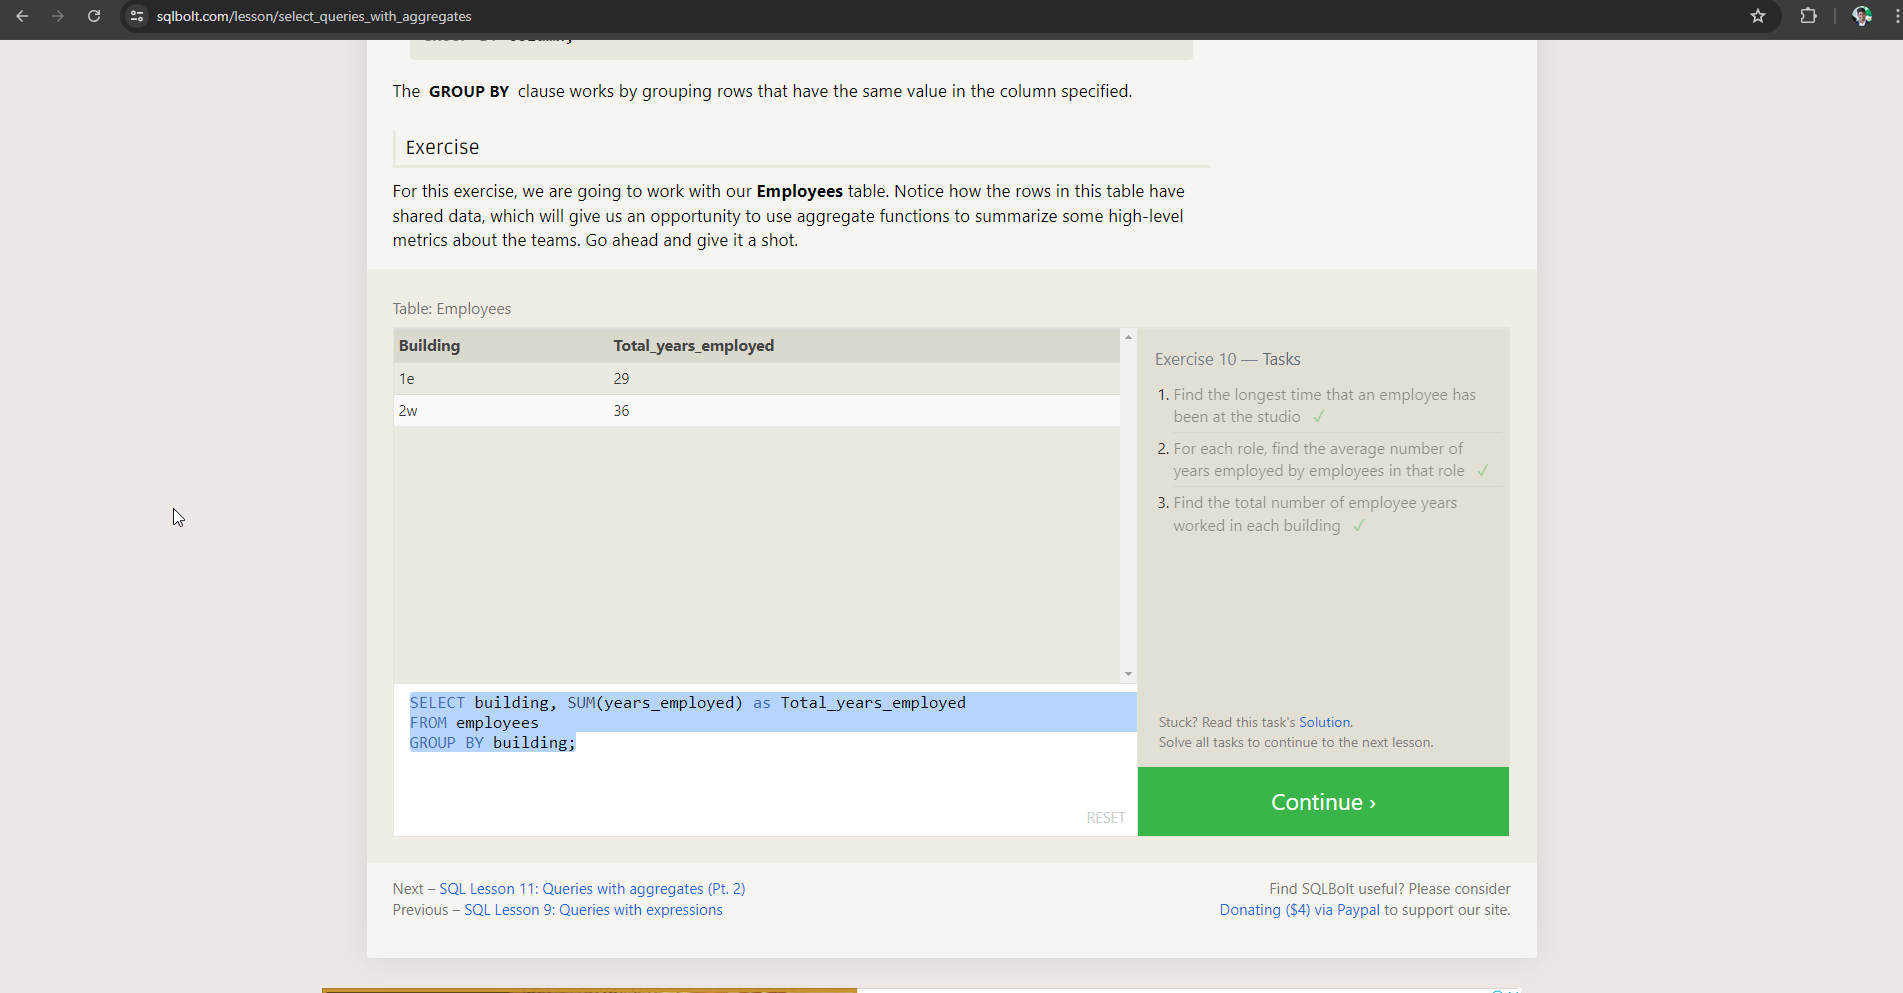 sqlbolt.com/lesson/select_queries_with_aggregates
The GROUP BY clause works by grouping rows that have the same value in the column specified.
Exercise
For this exercise, we are going to work with our Employees table. Notice how the rows in this table have
shared data, which will give us an opportunity to use aggregate functions to summarize some high-level
metrics about the teams. Go ahead and give it a shot.
Table: Employees
Building Total_years_employed
1e 29
2w 36
SELECT building, SUM(years_employed) as Total_years_employed
FROM employees
GROUP BY building;
RESET
Exercise 10 — Tasks
1. Find the longest time that an employee has
been at the studio ✓
2. For each role, find the average number of
years employed by employees in that role ✓
3. Find the total number of employee years
worked in each building ✓
Stuck? Read this task's Solution.
Solve all tasks to continue to the next lesson.
Continue ›
Next – SQL Lesson 11: Queries with aggregates (Pt. 2)
Previous – SQL Lesson 9: Queries with expressions
Find SQLBolt useful? Please consider
Donating ($4) via Paypal to support our site.